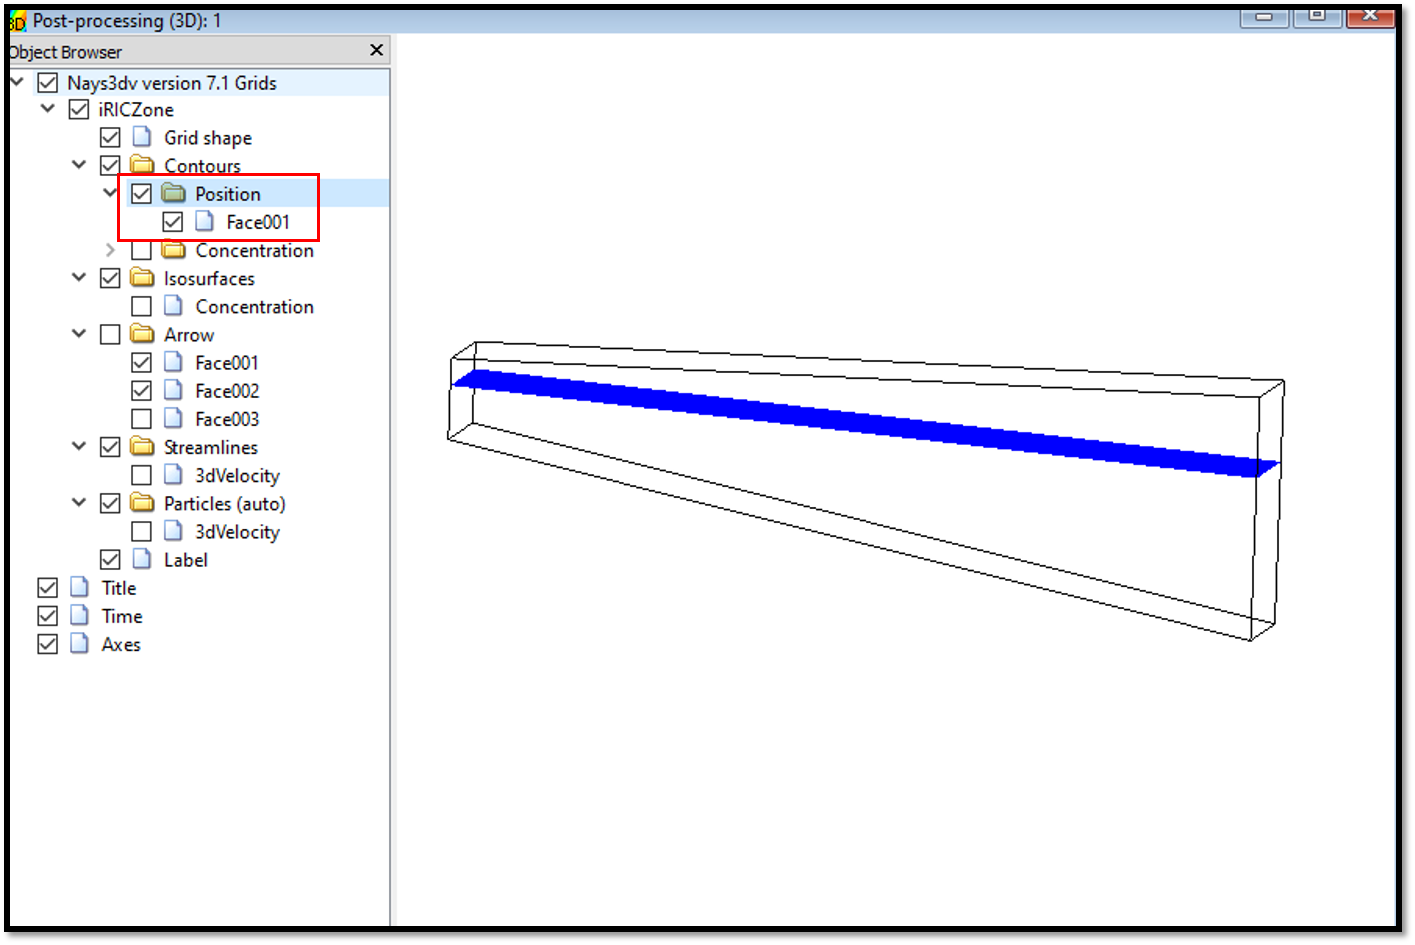 3D Post-processing (3D): 1
Object Browser
Nays3dv version 7.1 Grids
iRICZone
Grid shape
Contours
Position
Face001
Concentration
Isosurfaces
Concentration
Arrow
Face001
Face002
Face003
Streamlines
3dVelocity
Particles (auto)
3dVelocity
Label
Title
Time
Axes